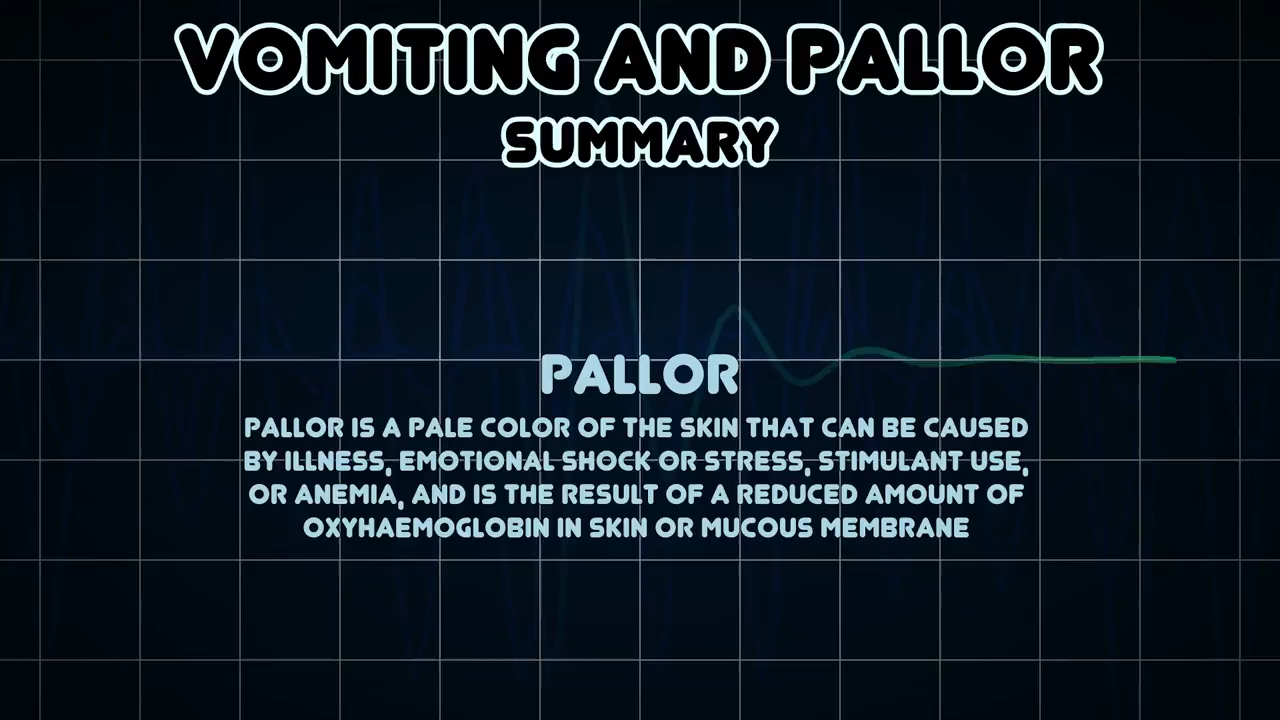 VOMITING AND PALLOR
SUMMARY
PALLOR
PALLOR IS A PALE COLOR OF THE SKIN THAT CAN BE CAUSED
BY ILLNESS, EMOTIONAL SHOCK OR STRESS, STIMULANT USE,
OR ANEMIA, AND IS THE RESULT OF A REDUCED AMOUNT OF
OXYHAEMOGLOBIN IN SKIN OR MUCOUS MEMBRANE